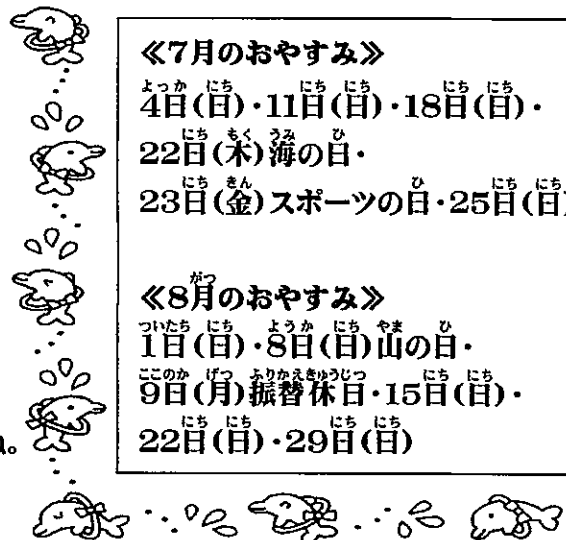 ≪7月のおやすみ≫
4日(日)・11日(日)・18日(日)・
22日(木)海の日・
23日(金)スポーツの日・25日(日)
≪8月のおやすみ≫
1日(日)・8日(日)山の日・
9日(月)振替休日・15日(日)・
22日(日)・29日(日)